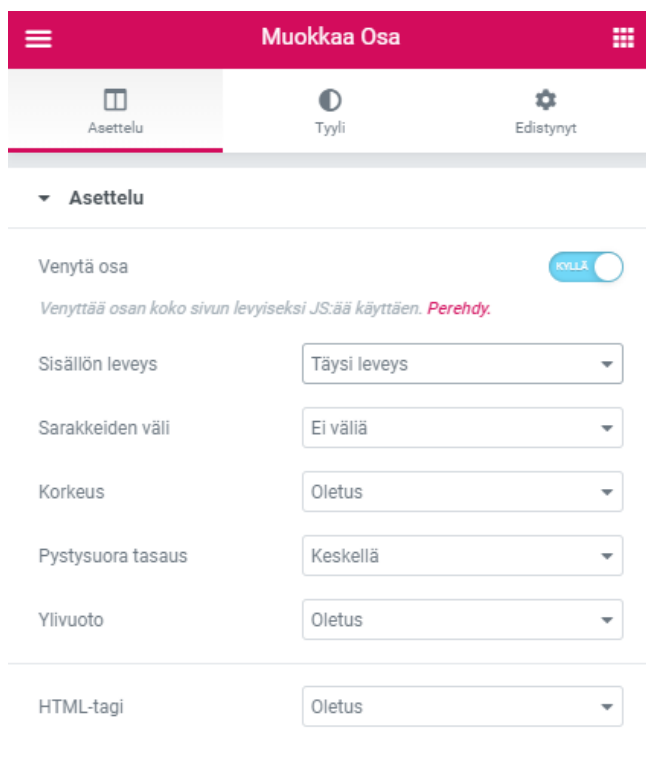 Muokkaa Osa
Asettelu Tyyli Edistynyt
Asettelu
Venytä osa KYLLÄ
Venyttää osan koko sivun levyiseksi JS:ää käyttäen. Perehdy.
Sisällön leveys Täysi leveys
Sarakkeiden väli Ei väliä
Korkeus Oletus
Pystysuora tasaus Keskellä
Ylivuoto Oletus
HTML-tagi Oletus